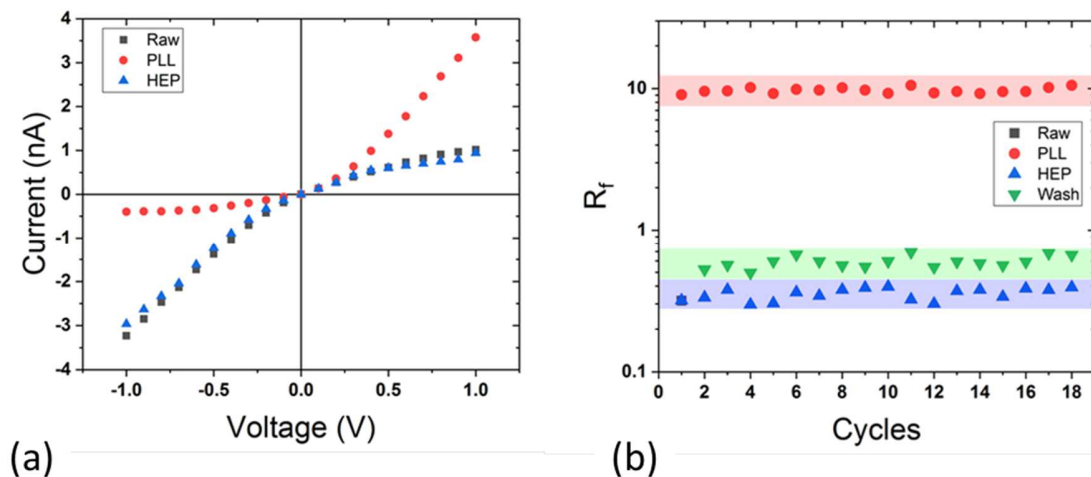 4
3
2
1
0
-1
-2
-3
-4
Current (nA)
Raw
PLL
HEP
-1.0 -0.5 0.0 0.5 1.0
Voltage (V)
(a)
10
1
0.1
R_f
Raw
PLL
HEP
Wash
0 2 4 6 8 10 12 14 16 18
Cycles
(b)